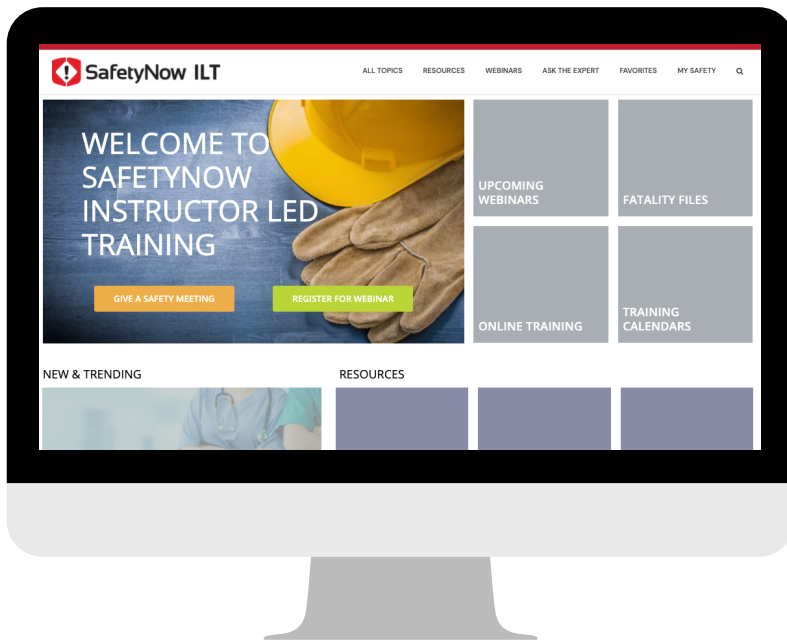 SafetyNow ILT
ALL TOPICS RESOURCES WEBINARS ASK THE EXPERT FAVORITES MY SAFETY
WELCOME TO
SAFETYNOW
INSTRUCTOR LED
TRAINING
GIVE A SAFETY MEETING
REGISTER FOR WEBINAR
UPCOMING
WEBINARS
FATALITY FILES
ONLINE TRAINING
TRAINING
CALENDARS
NEW & TRENDING
RESOURCES